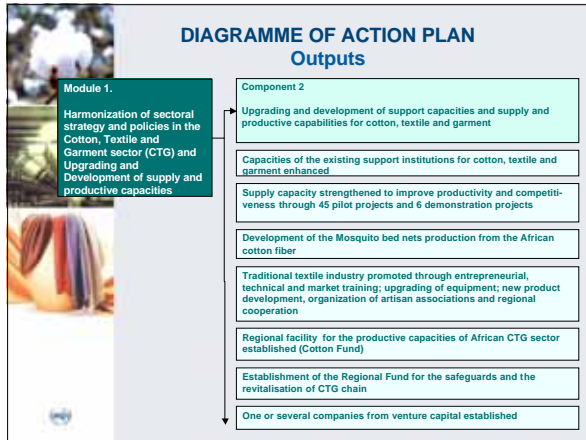 DIAGRAMME OF ACTION PLAN
Outputs
Module 1.
Harmonization of sectoral
strategy and policies in the
Cotton, Textile and
Garment sector (CTG) and
Upgrading and
Development of supply and
productive capacities
Component 2
Upgrading and development of support capacities and supply and
productive capabilities for cotton, textile and garment
Capacities of the existing support institutions for cotton, textile and
garment enhanced
Supply capacity strengthened to improve productivity and competiti-
veness through 45 pilot projects and 6 demonstration projects
Development of the Mosquito bed nets production from the African
cotton fiber
Traditional textile industry promoted through entrepreneurial,
technical and market training; upgrading of equipment; new product
development, organization of artisan associations and regional
cooperation
Regional facility for the productive capacities of African CTG sector
established (Cotton Fund)
Establishment of the Regional Fund for the safeguards and the
revitalisation of CTG chain
One or several companies from venture capital established